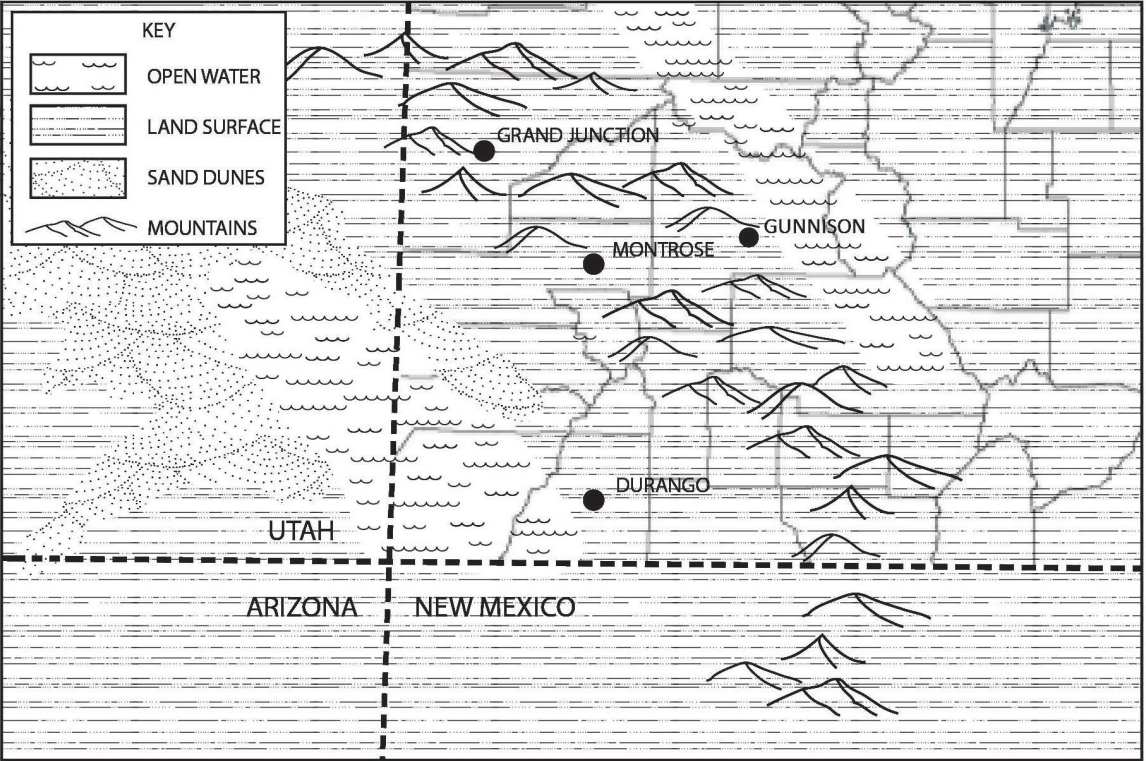 KEY
OPEN WATER
LAND SURFACE
SAND DUNES
MOUNTAINS
GRAND JUNCTION
GUNNISON
MONTROSE
DURANGO
UTAH
ARIZONA
NEW MEXICO